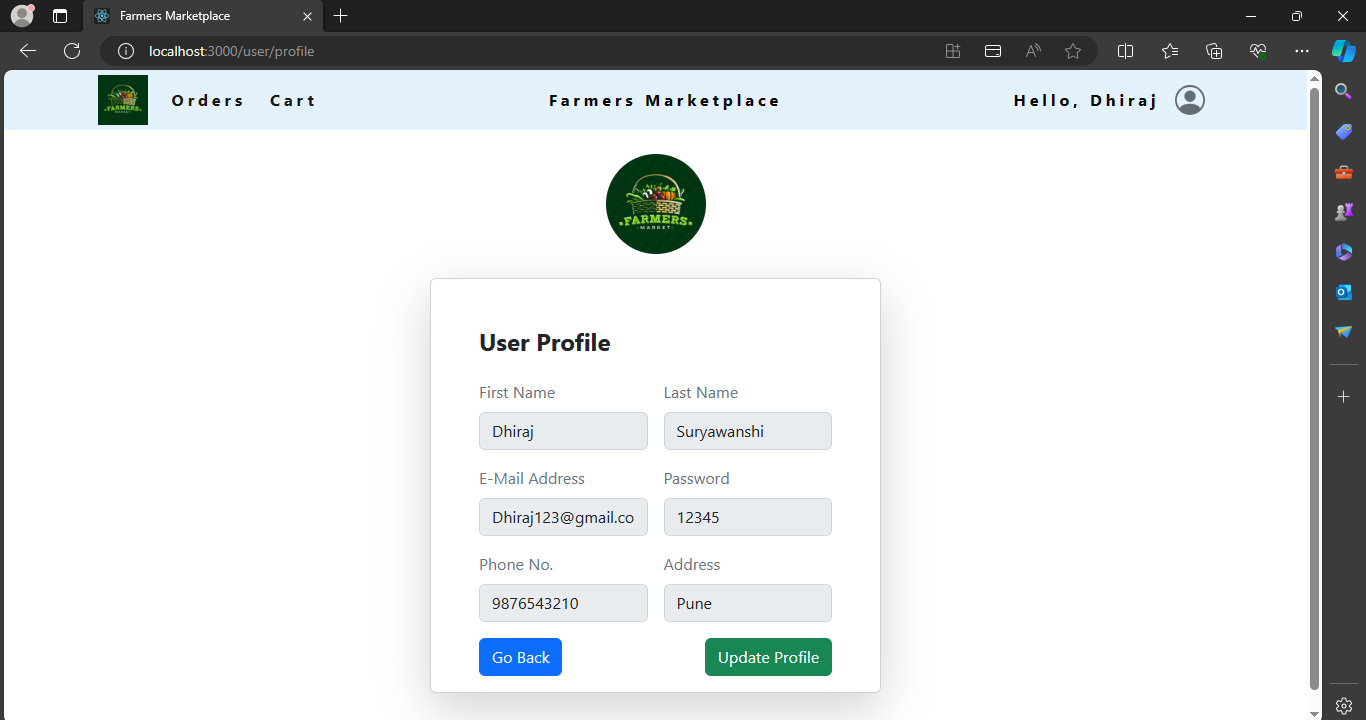 Farmers Marketplace
localhost:3000/user/profile
Orders Cart Farmers Marketplace Hello, Dhiraj
FARMERS
MARKET
FARMERS
MARKET
User Profile
First Name Last Name
Dhiraj Suryawanshi
E-Mail Address Password
Dhiraj123@gmail.co 12345
Phone No. Address
9876543210 Pune
Go Back Update Profile